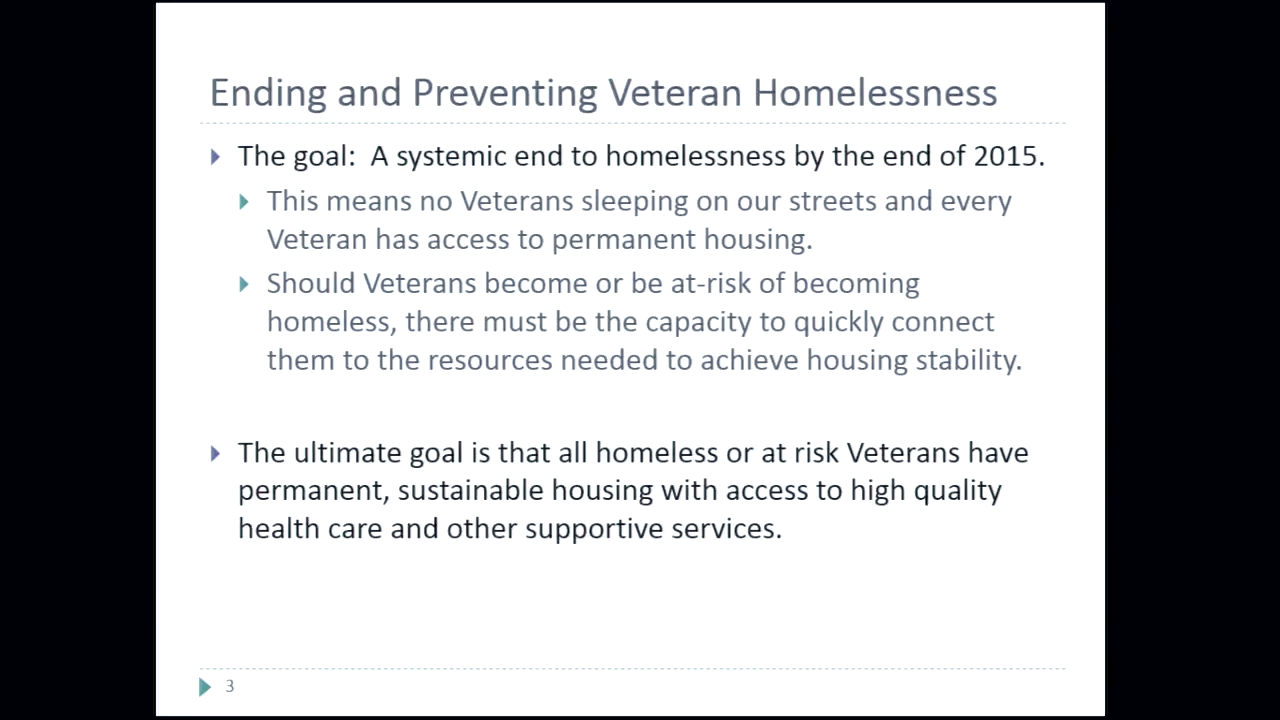 Ending and Preventing Veteran Homelessness
The goal:  A systemic end to homelessness by the end of 2015.
This means no Veterans sleeping on our streets and every
Veteran has access to permanent housing.
Should Veterans become or be at-risk of becoming
homeless, there must be the capacity to quickly connect
them to the resources needed to achieve housing stability.
The ultimate goal is that all homeless or at risk Veterans have
permanent, sustainable housing with access to high quality
health care and other supportive services.
3